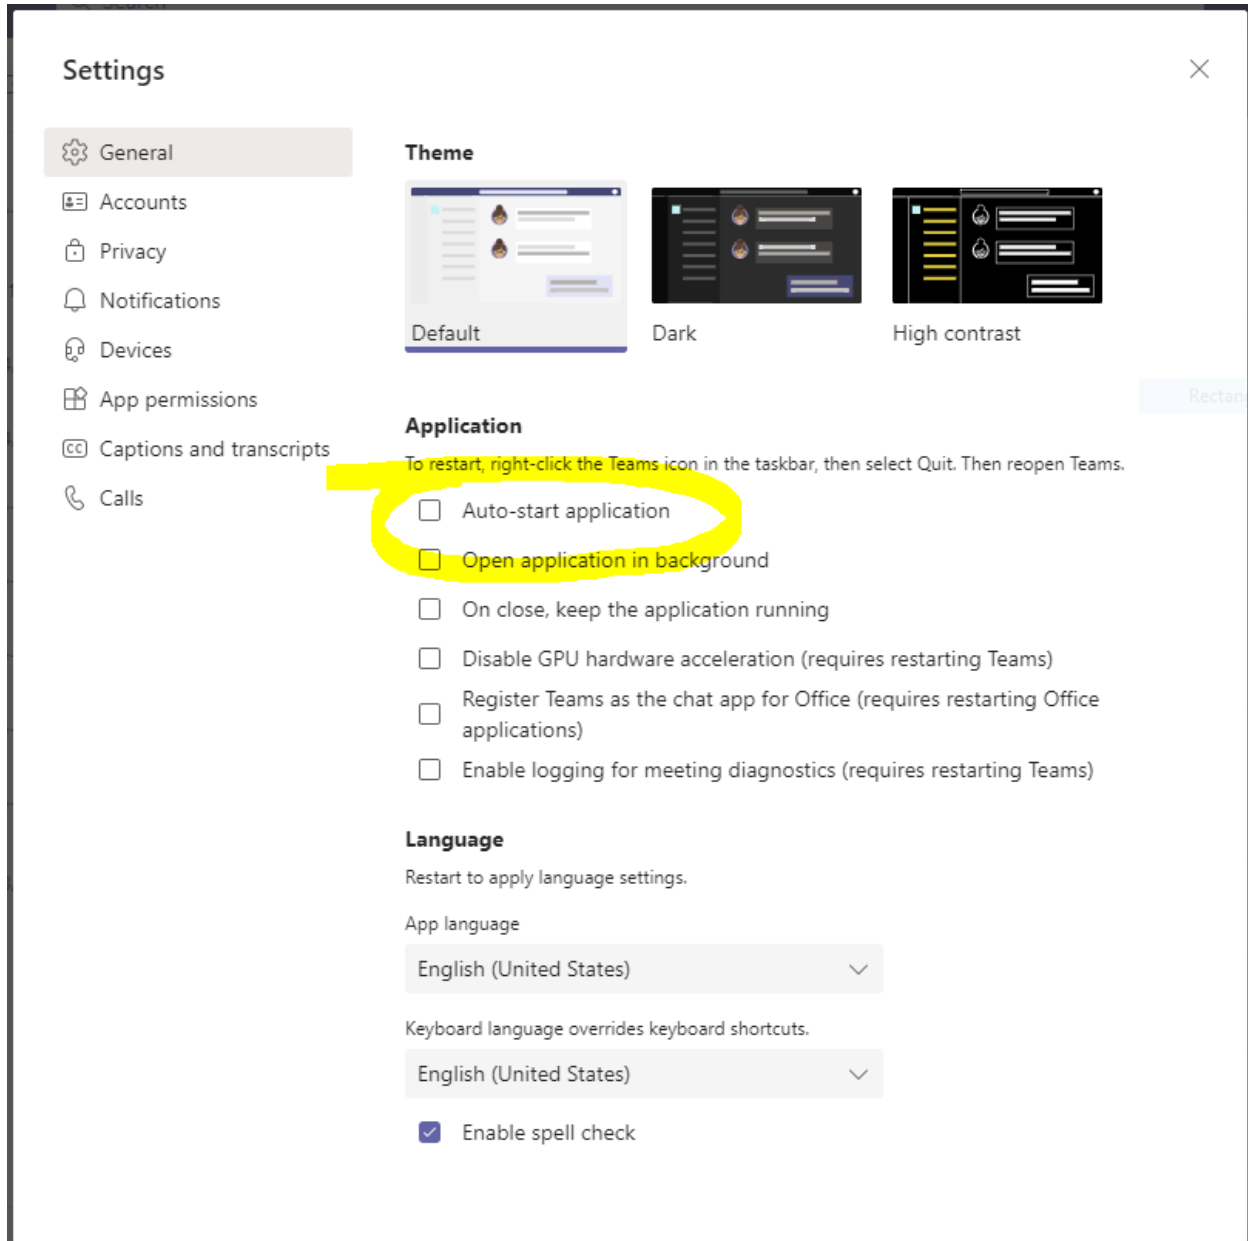 Search
Settings
General
Accounts
Privacy
Notifications
Devices
App permissions
CC Captions and transcripts
Calls
Theme
Default
Dark
High contrast
Application
To restart, right-click the Teams icon in the taskbar, then select Quit. Then reopen Teams.
Auto-start application
Open application in background
On close, keep the application running
Disable GPU hardware acceleration (requires restarting Teams)
Register Teams as the chat app for Office (requires restarting Office
applications)
Enable logging for meeting diagnostics (requires restarting Teams)
Language
Restart to apply language settings.
App language
English (United States)
Keyboard language overrides keyboard shortcuts.
English (United States)
Enable spell check